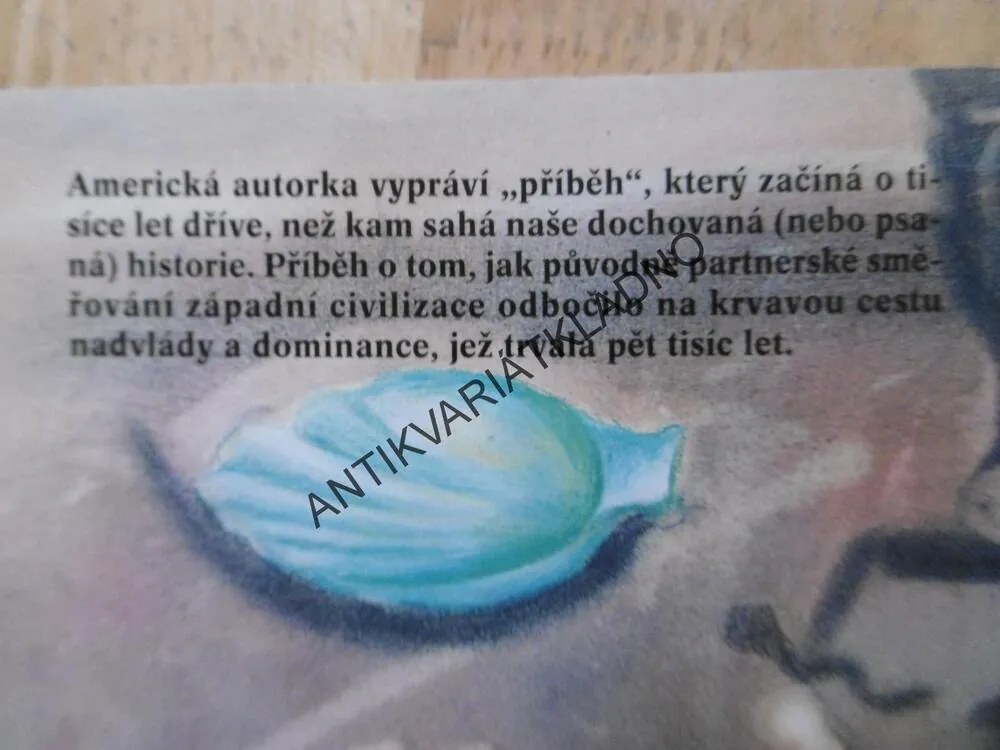 Americká autorka vypráví „příběh“, který začíná o ti-
síce let dříve, než kam sahá naše dochovaná (nebo psa-
ná) historie. Příběh o tom, jak původně partnerské smě-
řování západní civilizace odbočilo na krvavou cestu
nadvlády a dominance, jež trvala pět tisíc let.
ANTIKVARIÁTKLADNO